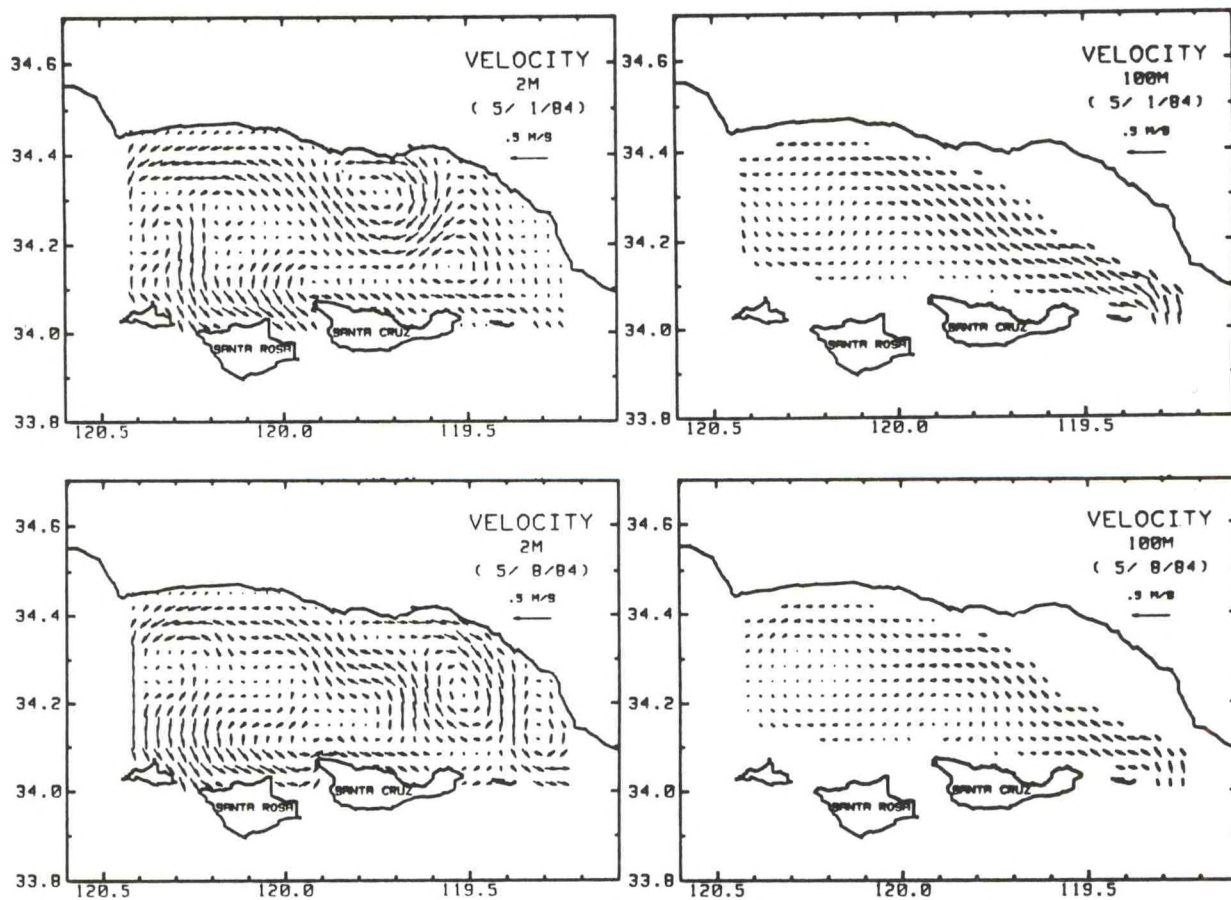 VELOCITY
2M
( 5/ 1/84)
.5 M/S
34.6
34.4
34.2
34.0
33.8
SANTA ROSA
SANTA CRUZ
120.5
120.0
119.5
VELOCITY
100M
( 5/ 1/84)
.5 M/S
34.6
34.4
34.2
34.0
33.8
SANTA ROSA
SANTA CRUZ
120.5
120.0
119.5
VELOCITY
2M
( 5/ 8/84)
.5 M/S
34.6
34.4
34.2
34.0
33.8
SANTA ROSA
SANTA CRUZ
120.5
120.0
119.5
VELOCITY
100M
( 5/ 8/84)
.5 M/S
34.6
34.4
34.2
34.0
33.8
SANTA ROSA
SANTA CRUZ
120.5
120.0
119.5